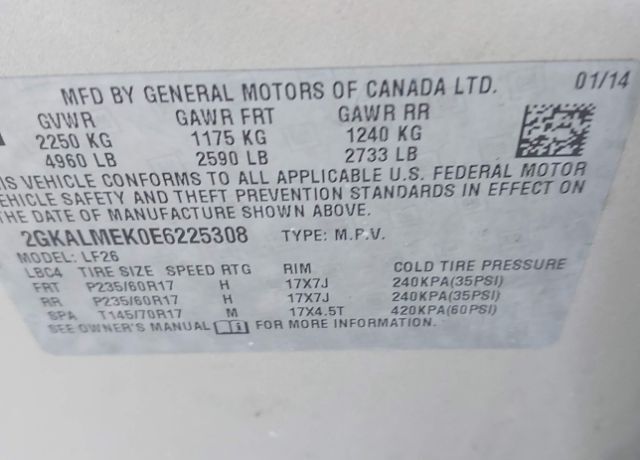 MFD BY GENERAL MOTORS OF CANADA LTD. 01/14
GVWR GAWR FRT GAWR RR
2250 KG 1175 KG 1240 KG
4960 LB 2590 LB 2733 LB
IS VEHICLE CONFORMS TO ALL APPLICABLE U.S. FEDERAL MOTOR
VEHICLE SAFETY AND THEFT PREVENTION STANDARDS IN EFFECT ON
THE DATE OF MANUFACTURE SHOWN ABOVE.
2GKALMEK0E6225308 TYPE: M.P.V.
MODEL: LF26
LBC4 TIRE SIZE SPEED RTG RIM COLD TIRE PRESSURE
FRT P235/60R17 H 17X7J 240KPA(35PSI)
RR P235/60R17 H 17X7J 240KPA(35PSI)
SPA T145/70R17 M 17X4.5T 420KPA(60PSI)
SEE OWNER'S MANUAL FOR MORE INFORMATION.